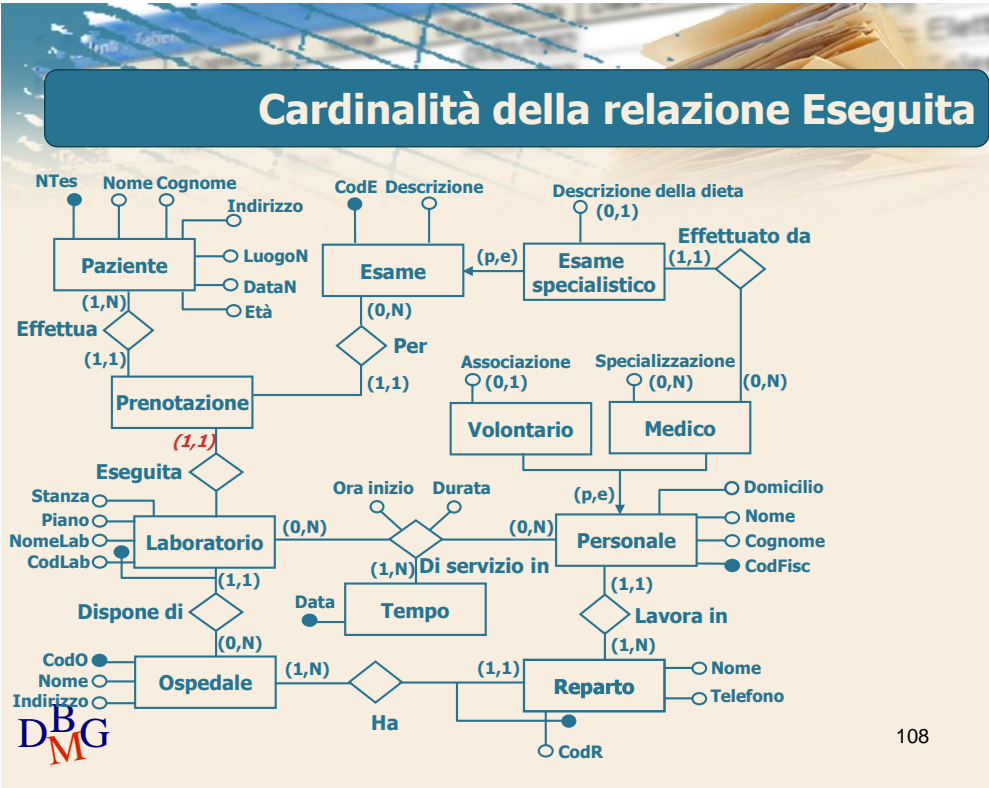 Cardinalità della relazione Eseguita
NTes
Nome Cognome
Indirizzo
LuogoN
DataN
Età
Paziente
(1,N)
Effettua
(1,1)
CodE Descrizione
Esame
(0,N)
Per
(1,1)
Prenotazione
(1,1)
Eseguita
(p,e)
Descrizione della dieta
(0,1)
Esame
specialistico
(1,1)
Effettuato da
(0,N)
Associazione
(0,1)
Volontario
Specializzazione
(0,N)
Medico
(p,e)
Stanza
Piano
NomeLab
CodLab
Laboratorio
(0,N)
Ora inizio Durata
(0,N)
(1,N)
Di servizio in
Data
Tempo
Personale
Domicilio
Nome
Cognome
CodFisc
(1,1)
Lavora in
(1,N)
(1,1)
Dispone di
(0,N)
CodO
Nome
Indirizzo
Ospedale
(1,N)
Ha
(1,1)
Reparto
Nome
Telefono
CodR
DBMG
108